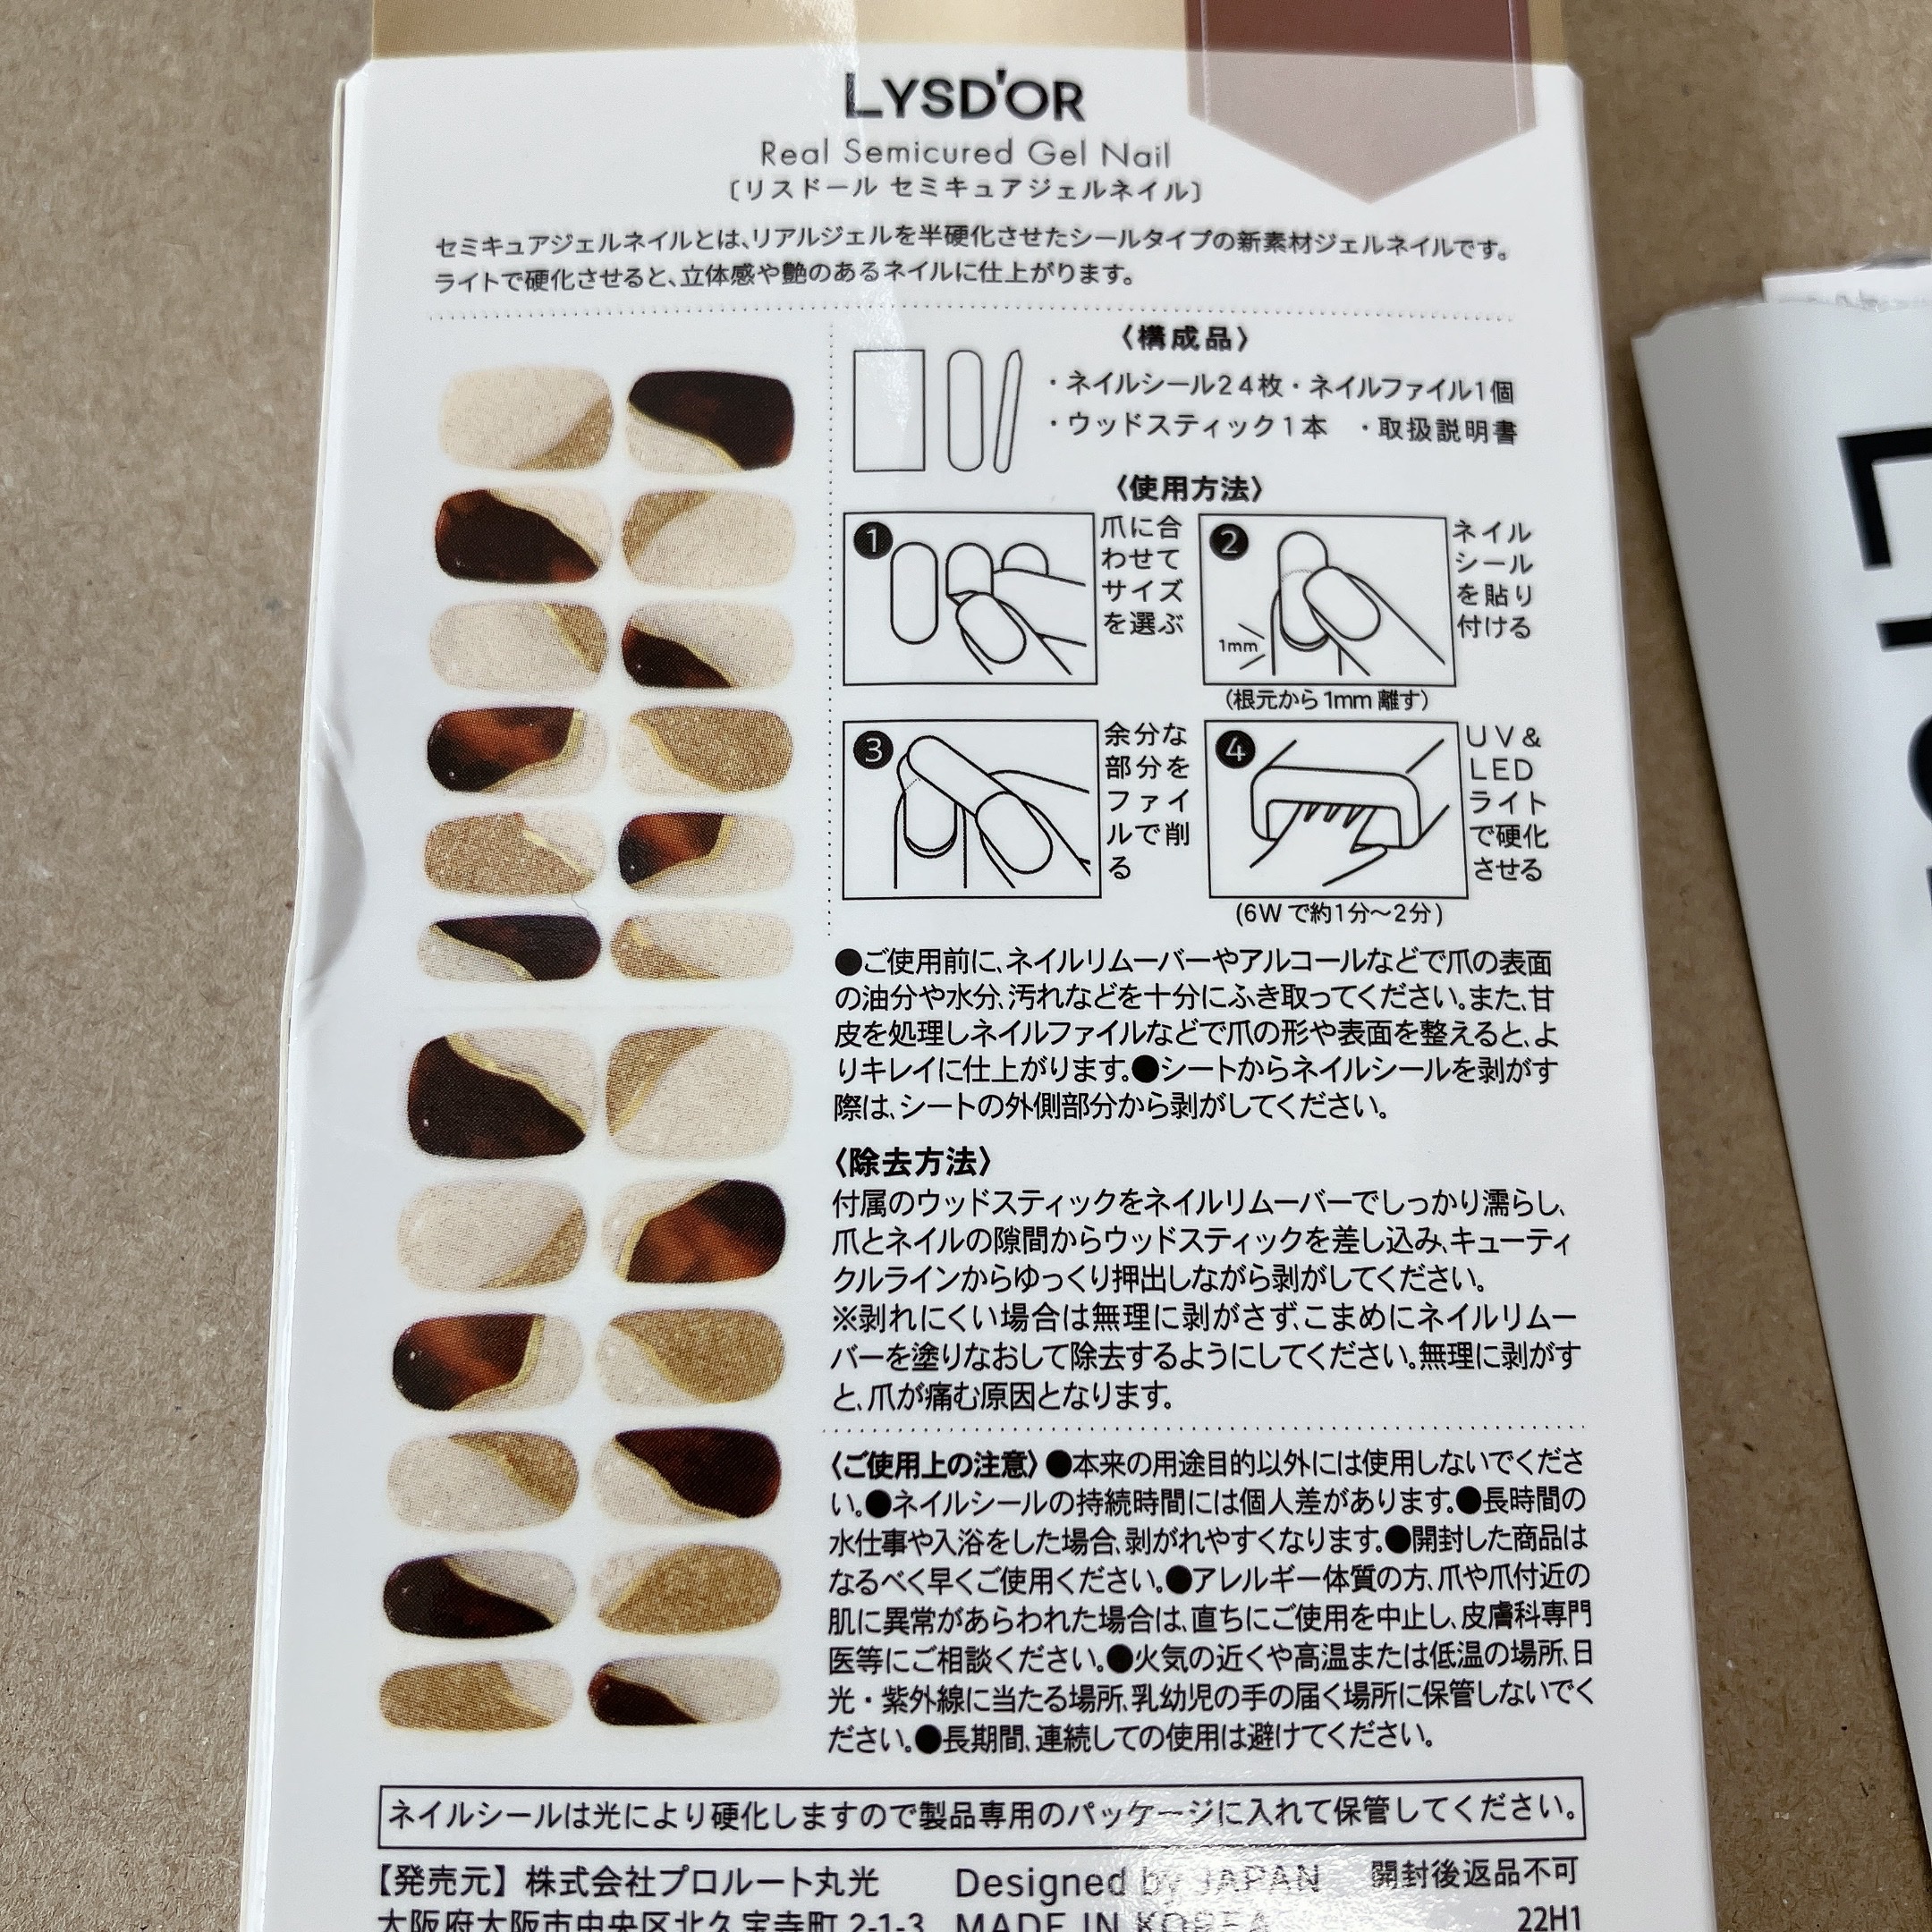 LYSD'OR
Real Semicured Gel Nail
〔リスドール セミキュアジェルネイル〕
セミキュアジェルネイルとは、リアルジェルを半硬化させたシールタイプの新素材ジェルネイルです。
ライトで硬化させると、立体感や艶のあるネイルに仕上がります。
〈構成品〉
・ネイルシール24枚・ネイルファイル1個
・ウッドスティック1本 ・取扱説明書
〈使用方法〉
1
爪に合
わせて
サイズ
を選ぶ
2
1mm
ネイル
シール
を貼り
付ける
(根元から1mm離す)
3
余分な
部分を
ファイ
ルで削
る
4
UV&
LED
ライト
で硬化
させる
(6Wで約1分〜2分)
●ご使用前に、ネイルリムーバーやアルコールなどで爪の表面
の油分や水分、汚れなどを十分にふき取ってください。また、甘
皮を処理しネイルファイルなどで爪の形や表面を整えると、よ
りキレイに仕上がります。●シートからネイルシールを剥がす
際は、シートの外側部分から剥がしてください。
〈除去方法〉
付属のウッドスティックをネイルリムーバーでしっかり濡らし、
爪とネイルの隙間からウッドスティックを差し込み、キューティ
クルラインからゆっくり押出しながら剥がしてください。
※剥れにくい場合は無理に剥がさず、こまめにネイルリムー
バーを塗りなおして除去するようにしてください。無理に剥がす
と、爪が痛む原因となります。
〈ご使用上の注意〉●本来の用途目的以外には使用しないでくださ
い。●ネイルシールの持続時間には個人差があります。●長時間の
水仕事や入浴をした場合、剥がれやすくなります。●開封した商品は
なるべく早くご使用ください。●アレルギー体質の方、爪や爪付近の
肌に異常があらわれた場合は、直ちにご使用を中止し、皮膚科専門
医等にご相談ください。●火気の近くや高温または低温の場所、日
光・紫外線に当たる場所、乳幼児の手の届く場所に保管しないでく
ださい。●長期間、連続しての使用は避けてください。
ネイルシールは光により硬化しますので製品専用のパッケージに入れて保管してください。
【発売元】株式会社プロルート丸光 Designed by JAPAN 開封後返品不可
大阪府大阪市中央区北久宝寺町 2-1-3 MADE IN KOREA 22H1